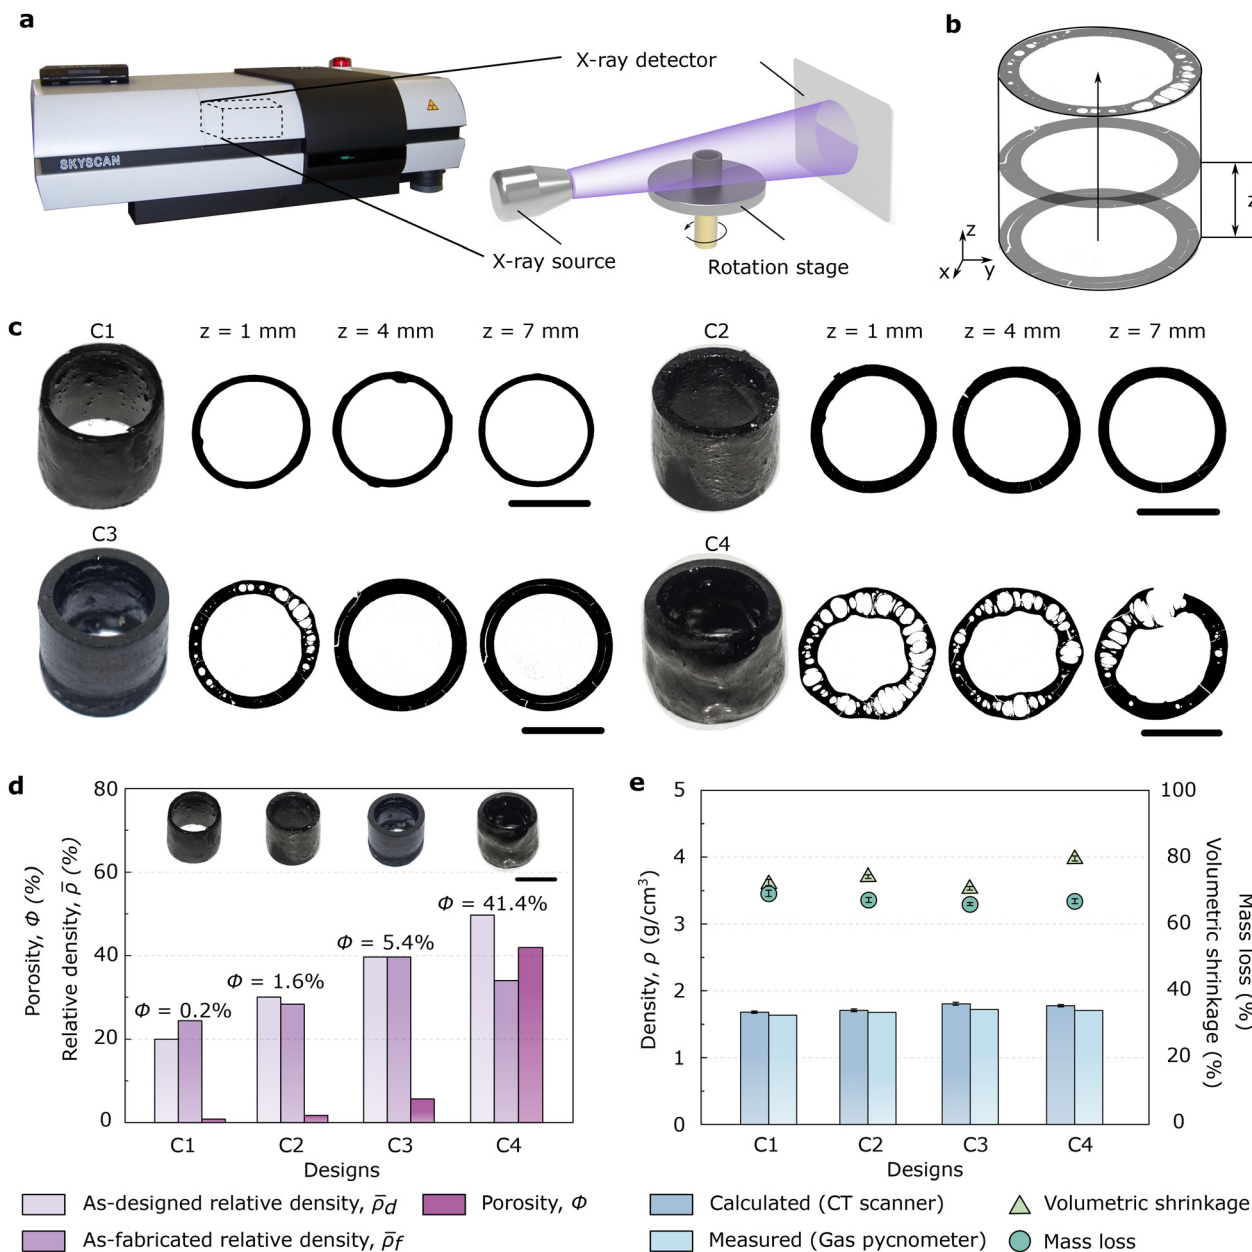 a
X-ray detector
SKYSCAN
X-ray source
Rotation stage
b
z
z
x
y
c
C1
z = 1 mm
z = 4 mm
z = 7 mm
C2
z = 1 mm
z = 4 mm
z = 7 mm
C3
C4
d
Porosity, Φ (%)
Relative density, ρ̅ (%)
80
60
40
20
0
Φ = 0.2%
Φ = 1.6%
Φ = 5.4%
Φ = 41.4%
C1 C2 C3 C4
Designs
As-designed relative density, ρ̅d
Porosity, Φ
As-fabricated relative density, ρ̅f
e
Density, ρ (g/cm³)
5
4
3
2
1
0
100
80
60
40
20
0
Volumetric shrinkage (%)
Mass loss (%)
C1 C2 C3 C4
Designs
Calculated (CT scanner)
Volumetric shrinkage
Measured (Gas pycnometer)
Mass loss